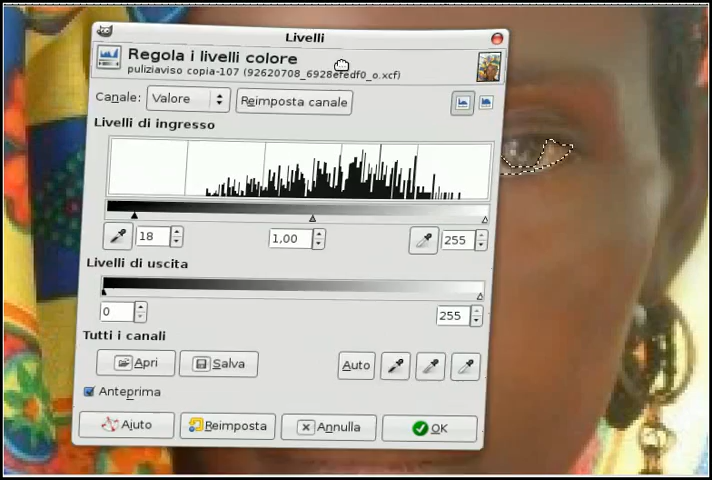 Livelli
Regola i livelli colore
puliziaviso copia-107 (92620708_6928efedf0_o.xcf)
Canale: Valore Reimposta canale
Livelli di ingresso
18 1,00 255
Livelli di uscita
0 255
Tutti i canali
Apri Salva Auto
Anteprima
Aiuto Reimposta Annulla OK